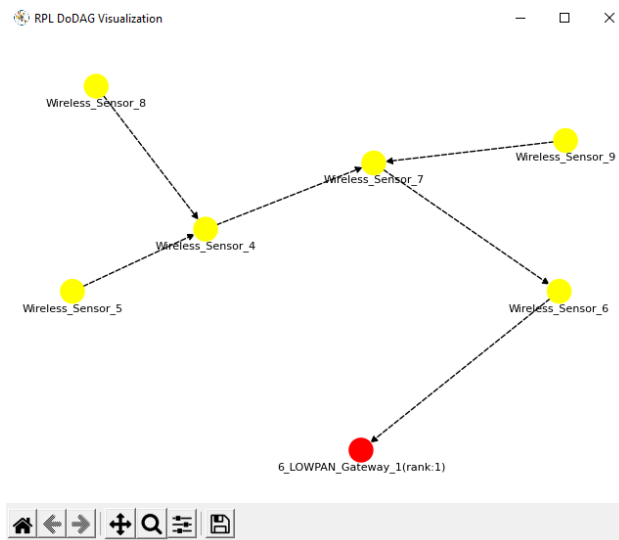 RPL DoDAG Visualization
Wireless_Sensor_8
Wireless_Sensor_9
Wireless_Sensor_7
Wireless_Sensor_4
Wireless_Sensor_5
Wireless_Sensor_6
6_LOWPAN_Gateway_1(rank:1)